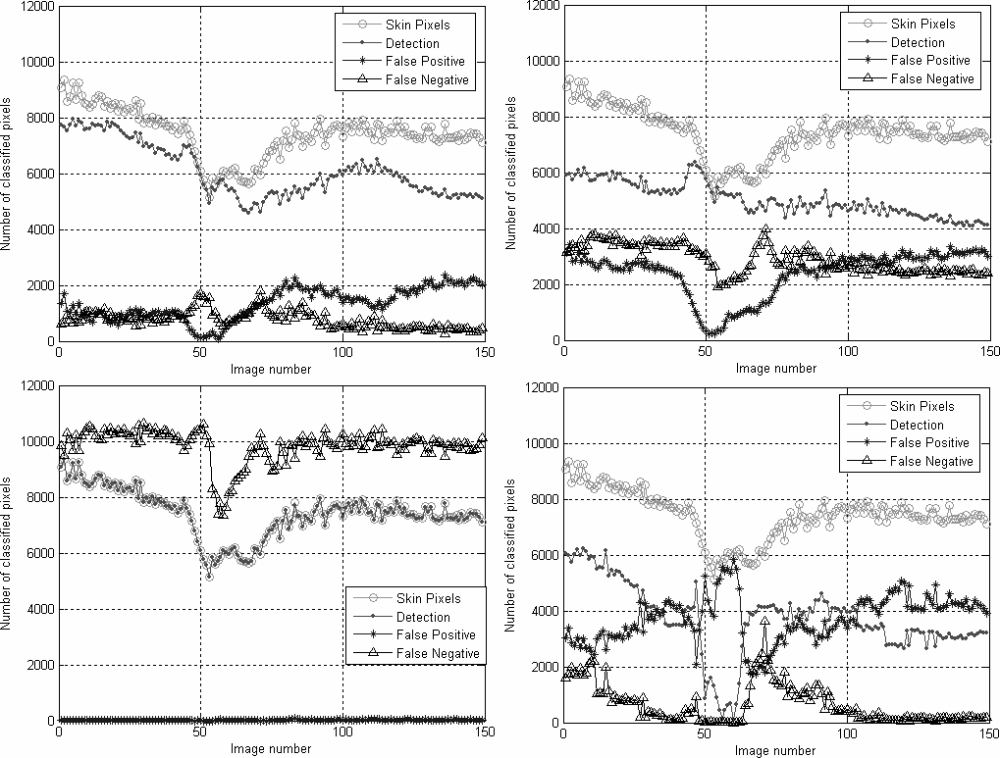 12000
10000
8000
6000
4000
2000
0
Number of classified pixels
0
50
100
150
Image number
Skin Pixels
Detection
False Positive
False Negative
12000
10000
8000
6000
4000
2000
0
Number of classified pixels
0
50
100
150
Image number
Skin Pixels
Detection
False Positive
False Negative
12000
10000
8000
6000
4000
2000
0
Number of classified pixels
0
50
100
150
Image number
Skin Pixels
Detection
False Positive
False Negative
12000
10000
8000
6000
4000
2000
0
Number of classified pixels
0
50
100
150
Image number
Skin Pixels
Detection
False Positive
False Negative